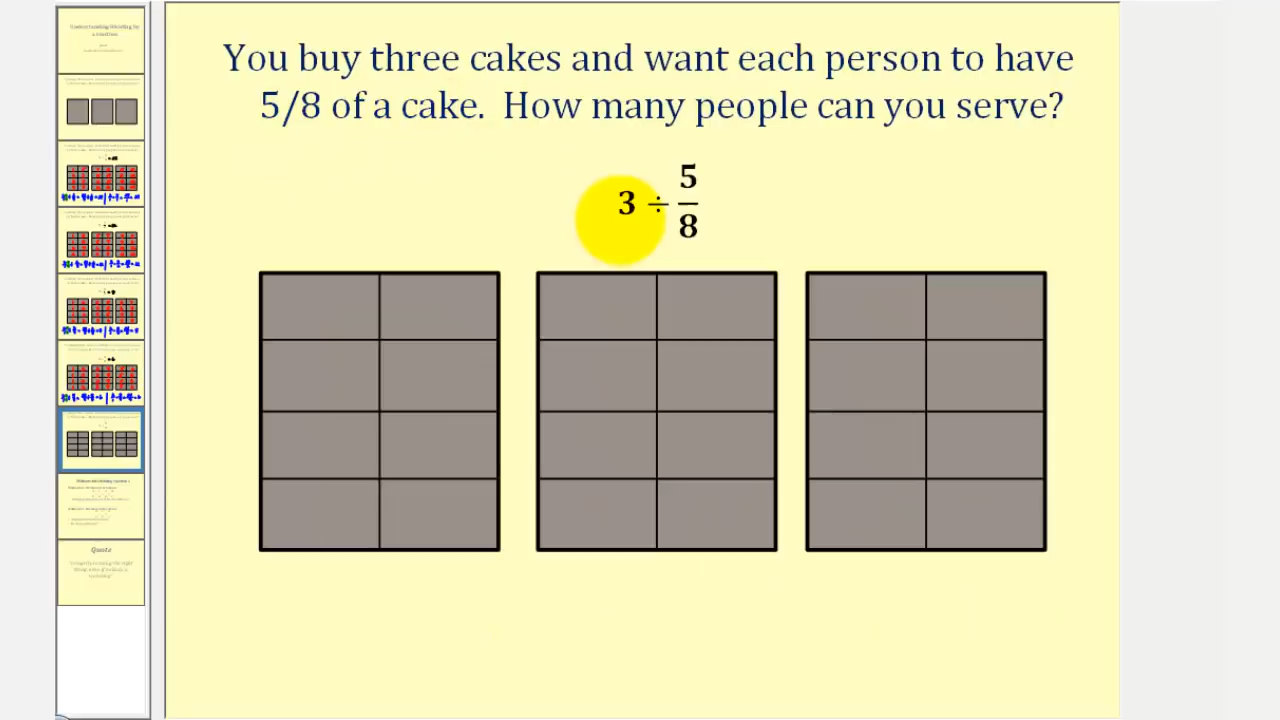 You buy three cakes and want each person to have
5/8 of a cake.  How many people can you serve?
3 ÷ 5/8
Quote